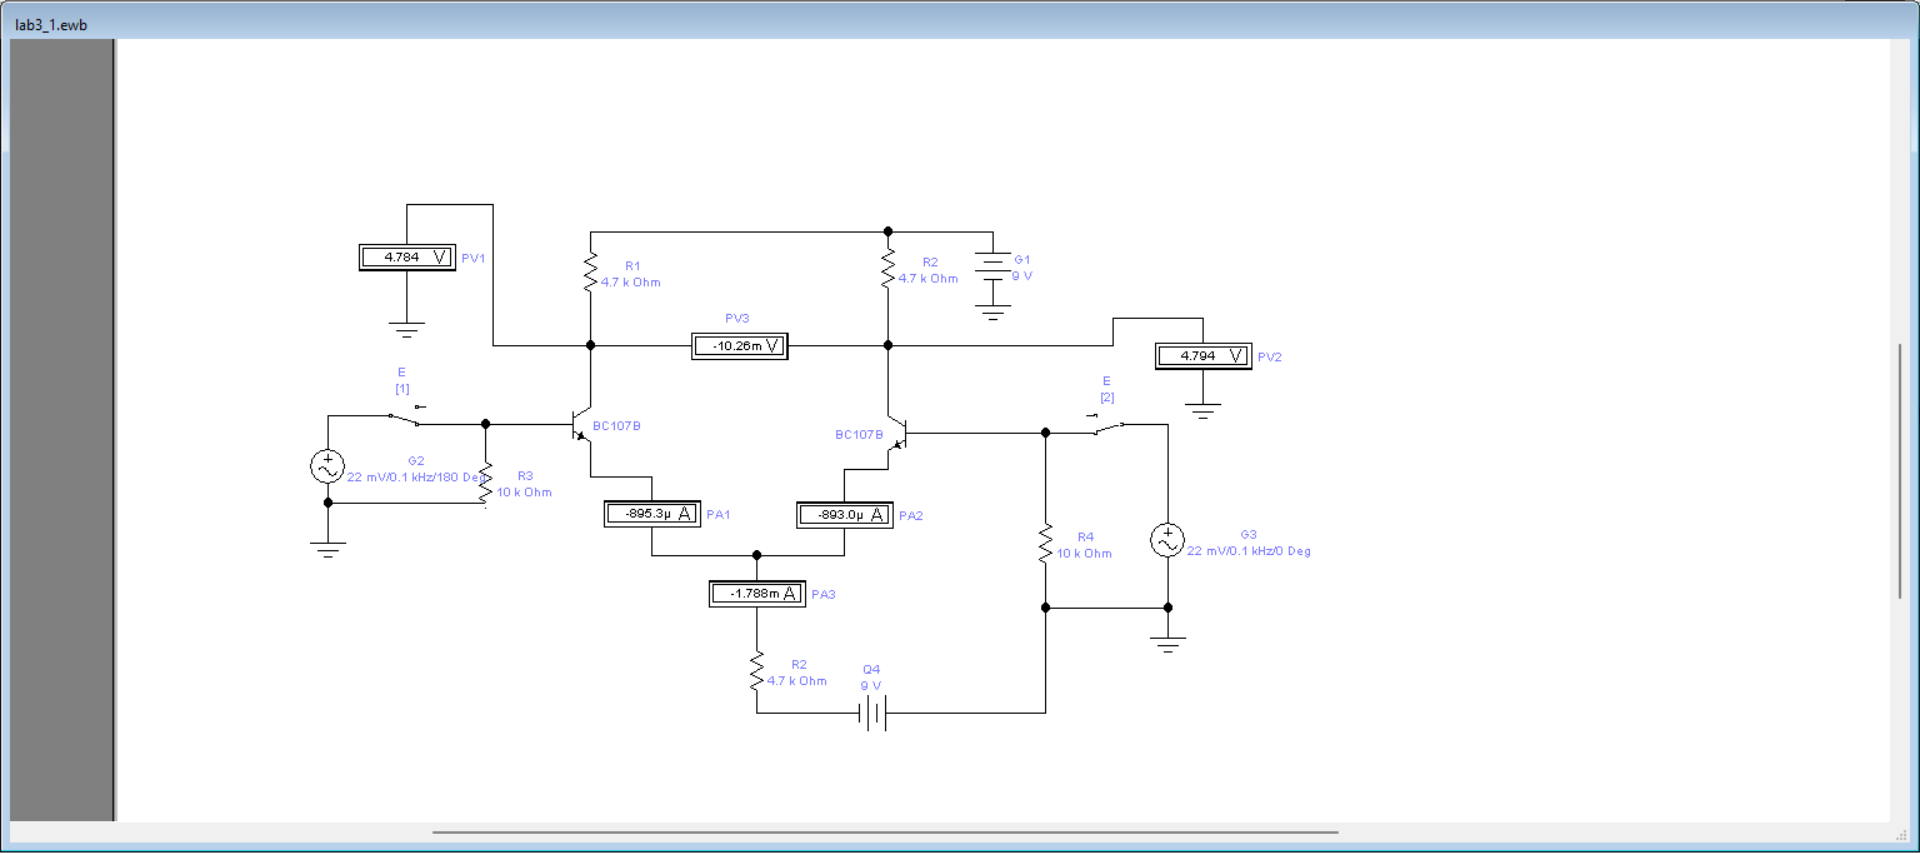 lab3_1.ewb
4.784 V PV1
R1
4.7 k Ohm
R2
4.7 k Ohm
G1
9 V
PV3
-10.26m V
4.794 V PV2
E
[1]
E
[2]
BC107B
BC107B
G2
22 mV/0.1 kHz/180 Deg
R3
10 k Ohm
-895.3µ A PA1
-893.0µ A PA2
R4
10 k Ohm
G3
22 mV/0.1 kHz/0 Deg
-1.788m A PA3
R2
4.7 k Ohm
Q4
9 V